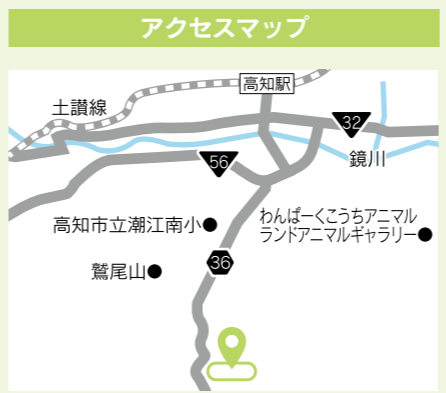 アクセスマップ
高知駅
土讃線
32
鏡川
56
高知市立潮江南小
わんぱーくこうちアニマル
ランドアニマルギャラリー
鷲尾山
36